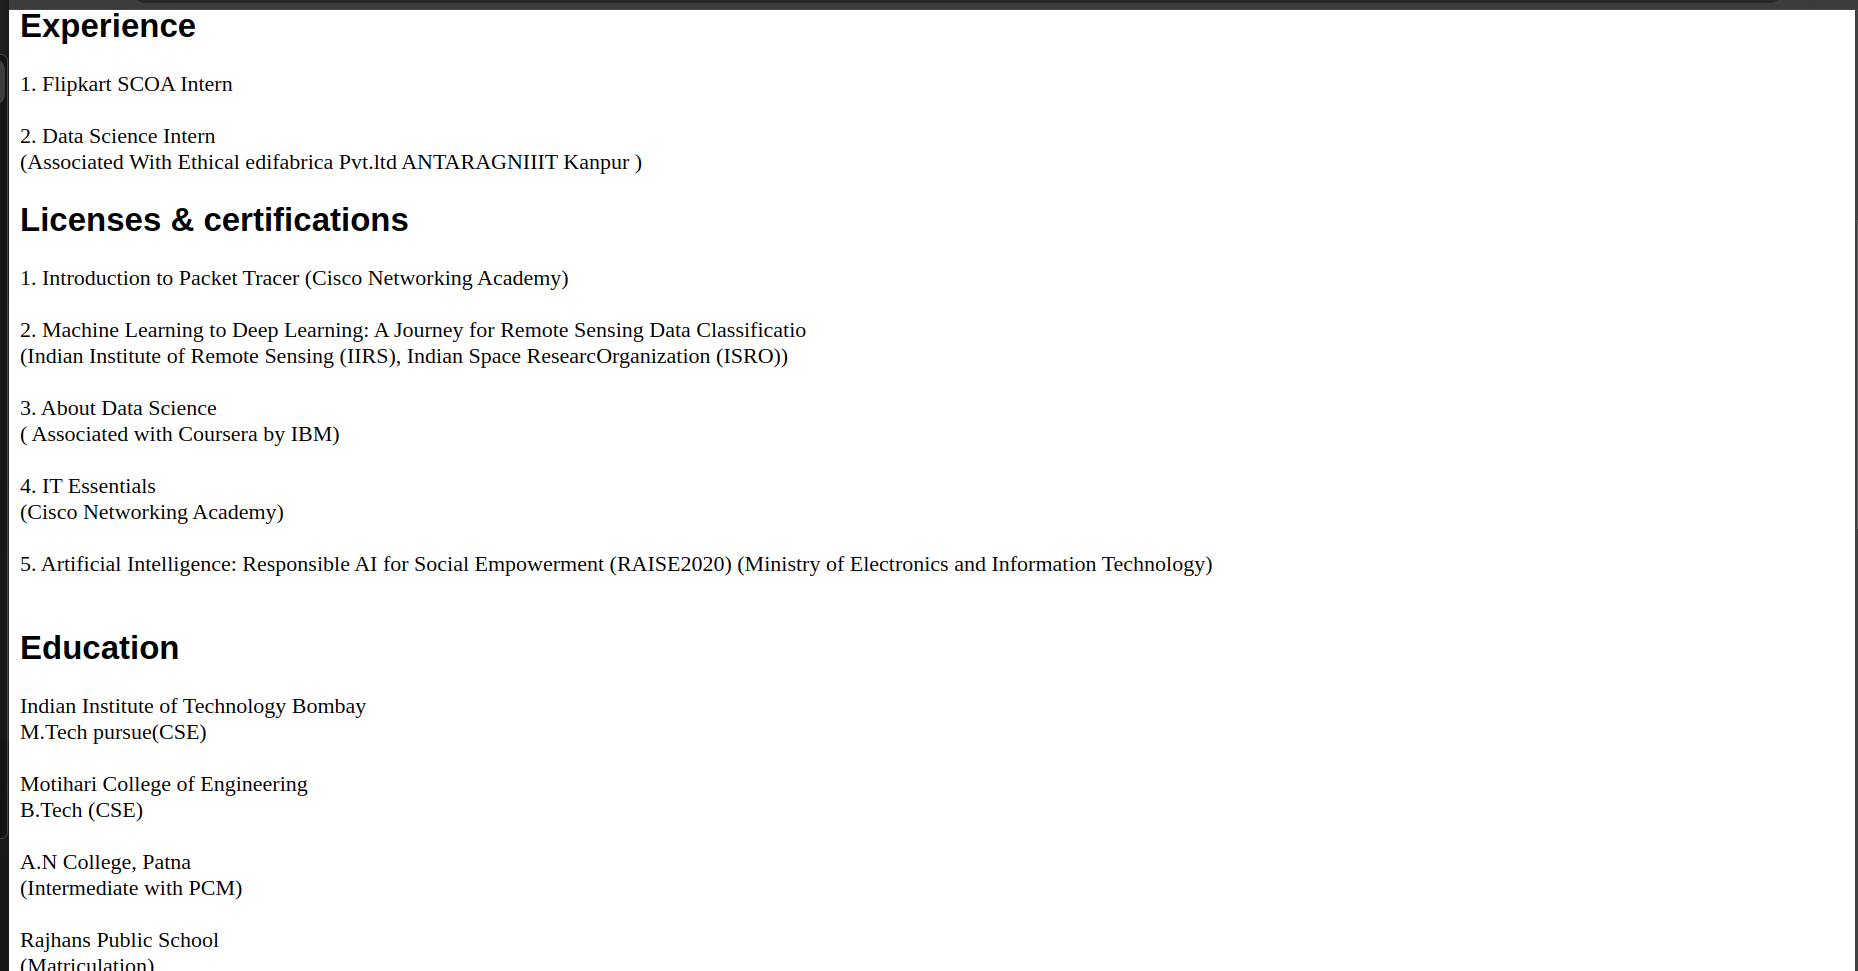 Experience
1. Flipkart SCOA Intern
2. Data Science Intern
(Associated With Ethical edifabrica Pvt.ltd ANTARAGNIIIT Kanpur )
Licenses & certifications
1. Introduction to Packet Tracer (Cisco Networking Academy)
2. Machine Learning to Deep Learning: A Journey for Remote Sensing Data Classificatio
(Indian Institute of Remote Sensing (IIRS), Indian Space ResearcOrganization (ISRO))
3. About Data Science
( Associated with Coursera by IBM)
4. IT Essentials
(Cisco Networking Academy)
5. Artificial Intelligence: Responsible AI for Social Empowerment (RAISE2020) (Ministry of Electronics and Information Technology)
Education
Indian Institute of Technology Bombay
M.Tech pursue(CSE)
Motihari College of Engineering
B.Tech (CSE)
A.N College, Patna
(Intermediate with PCM)
Rajhans Public School
(Matriculation)